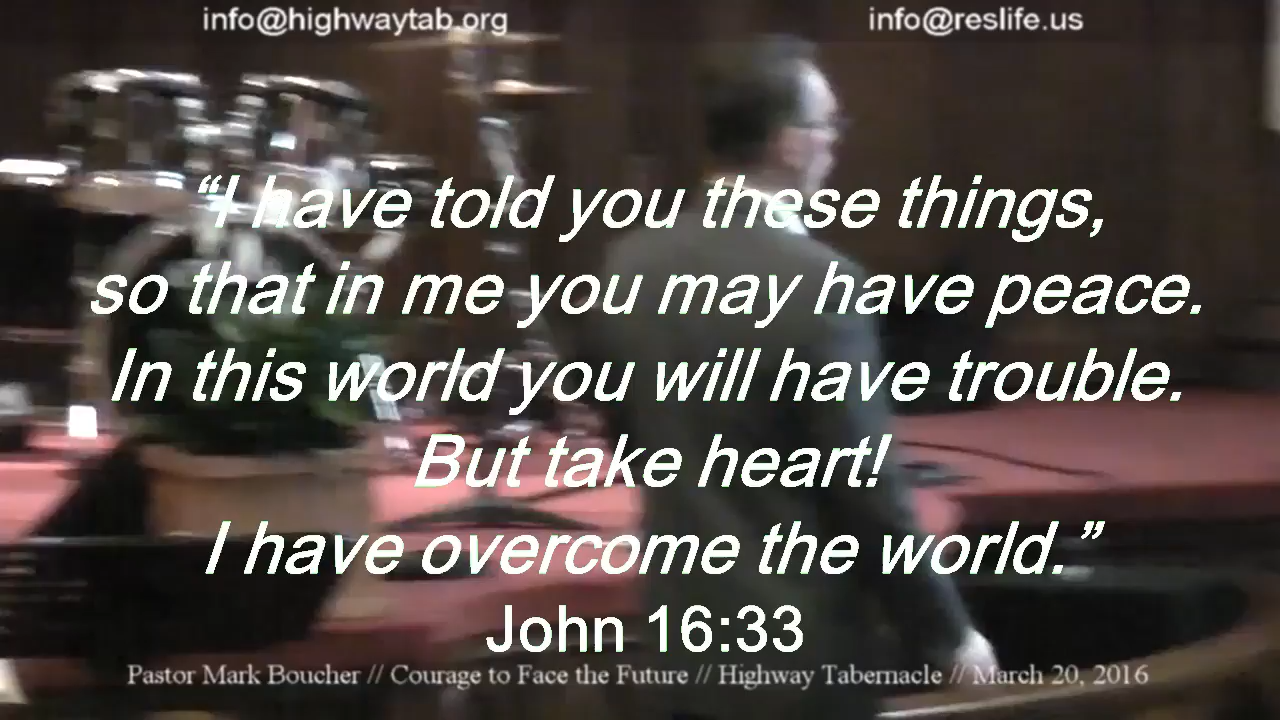 info@highwaytab.org info@reslife.us
“I have told you these things,
so that in me you may have peace.
In this world you will have trouble.
But take heart!
I have overcome the world.”
John 16:33
Pastor Mark Boucher // Courage to Face the Future // Highway Tabernacle // March 20, 2016